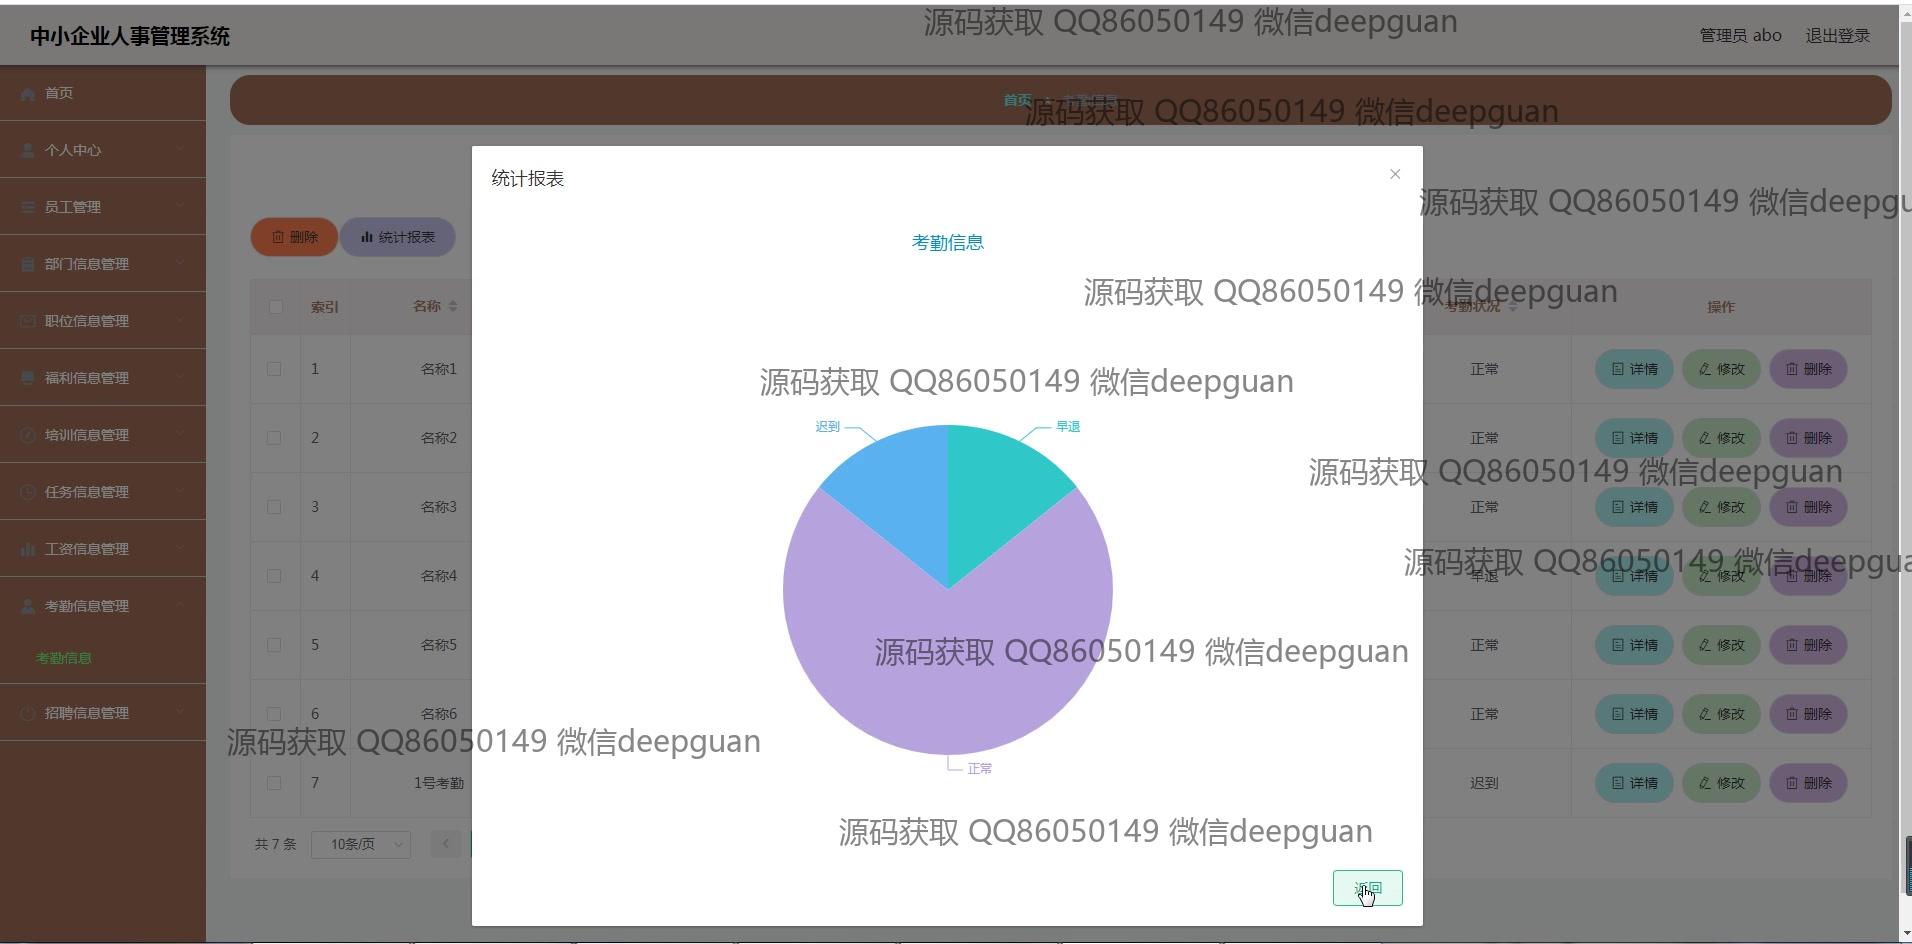 源码获取 QQ86050149 微信deepguan
中小企业人事管理系统
管理员 abo 退出登录
首页
首页 考勤信息
源码获取 QQ86050149 微信deepguan
个人中心
统计报表
源码获取 QQ86050149 微信deepgu
员工管理
删除 统计报表
考勤信息
部门信息管理
源码获取 QQ86050149 微信deepguan
索引 名称 考勤状况 操作
职位信息管理
1 名称1 正常 详情 修改 删除
福利信息管理
源码获取 QQ86050149 微信deepguan
迟到 早退
培训信息管理
2 名称2 正常 详情 修改 删除
源码获取 QQ86050149 微信deepguan
任务信息管理
3 名称3 正常 详情 修改 删除
工资信息管理
源码获取 QQ86050149 微信deepgua
4 名称4 早退 详情 修改 删除
考勤信息管理
5 名称5 正常 详情 修改 删除
源码获取 QQ86050149 微信deepguan
考勤信息
招聘信息管理
6 名称6 正常 详情 修改 删除
源码获取 QQ86050149 微信deepguan
正常
7 1号考勤 迟到 详情 修改 删除
源码获取 QQ86050149 微信deepguan
共 7 条 10条/页
返回